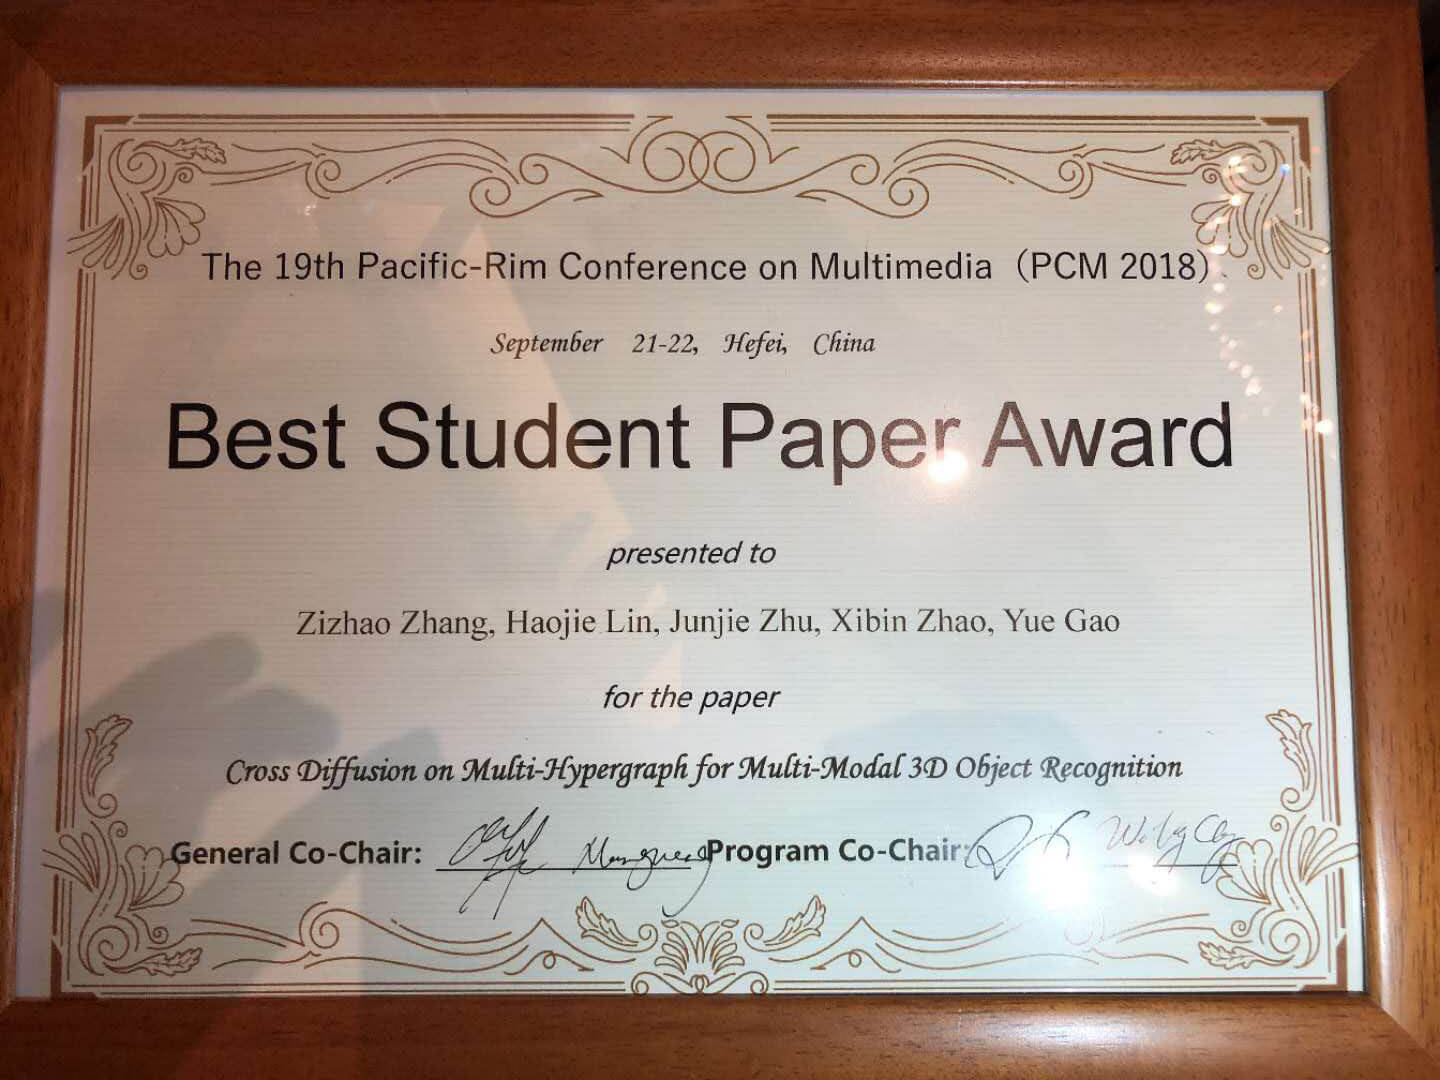 The 19th Pacific-Rim Conference on Multimedia（PCM 2018）
September 21-22, Hefei, China
Best Student Paper Award
presented to
Zizhao Zhang, Haojie Lin, Junjie Zhu, Xibin Zhao, Yue Gao
for the paper
Cross Diffusion on Multi-Hypergraph for Multi-Modal 3D Object Recognition
General Co-Chair: Program Co-Chair: